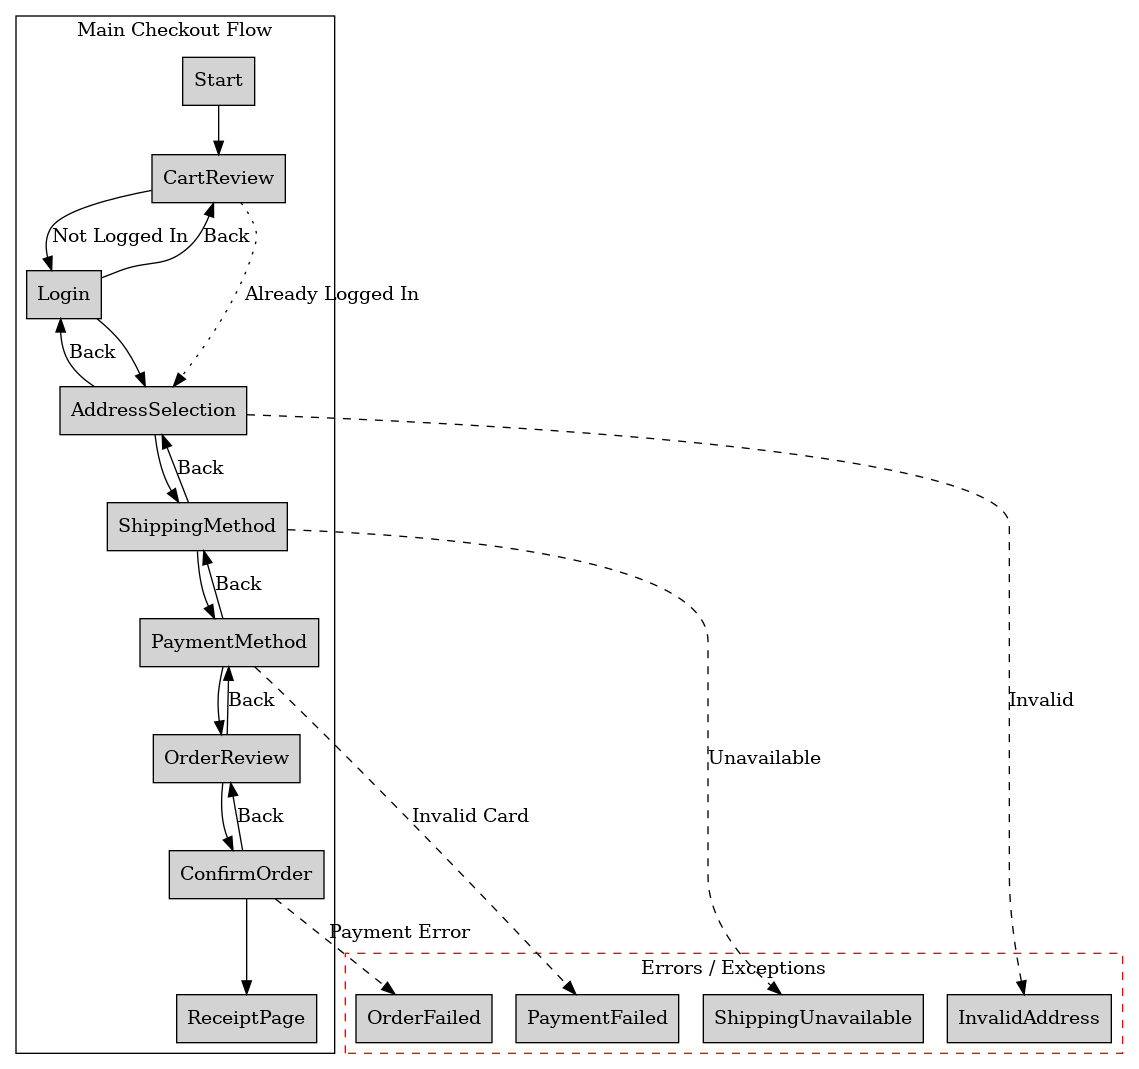 Main Checkout Flow
Start
CartReview
Not Logged In
Back
Login
Already Logged In
Back
AddressSelection
Back
ShippingMethod
Back
PaymentMethod
Back
Invalid
OrderReview
Unavailable
Back
Invalid Card
ConfirmOrder
Payment Error
Errors / Exceptions
ReceiptPage
OrderFailed
PaymentFailed
ShippingUnavailable
InvalidAddress